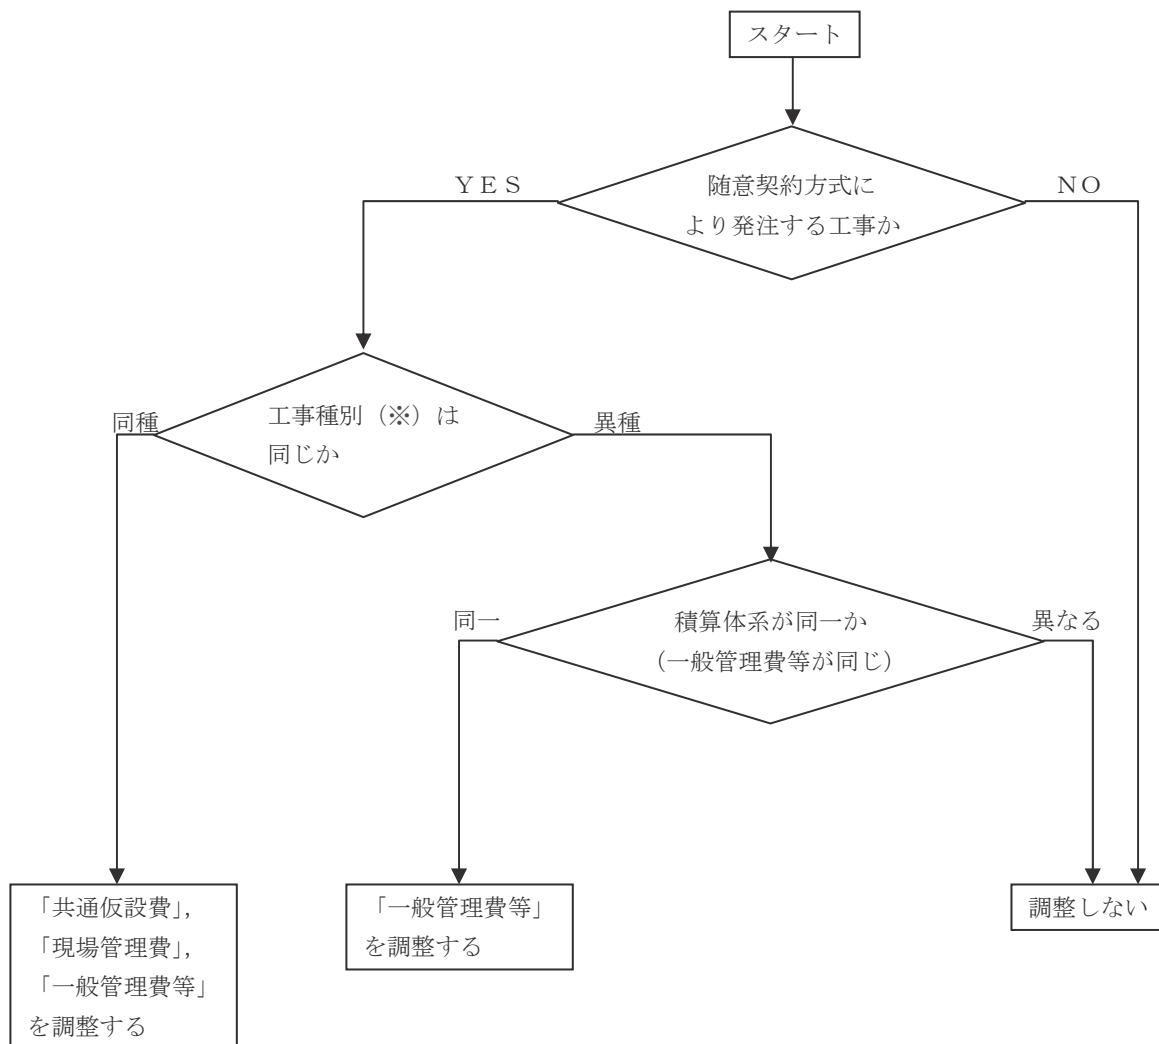 スタート
随意契約方式に
より発注する工事か
ＹＥＳ
ＮＯ
工事種別（※）は
同じか
同種
異種
積算体系が同一か
（一般管理費等が同じ）
同一
異なる
「共通仮設費」,
「現場管理費」,
「一般管理費等」
を調整する
「一般管理費等」
を調整する
調整しない